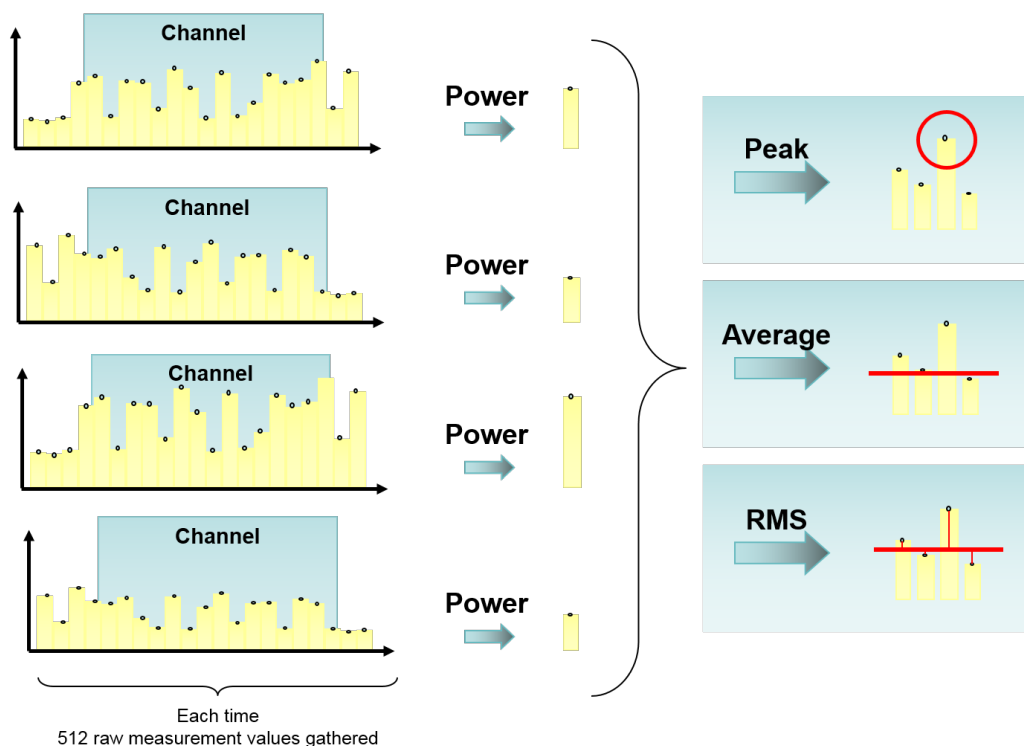 Channel
Power
Channel
Power
Channel
Power
Channel
Power
Each time
512 raw measurement values gathered
Peak
Average
RMS